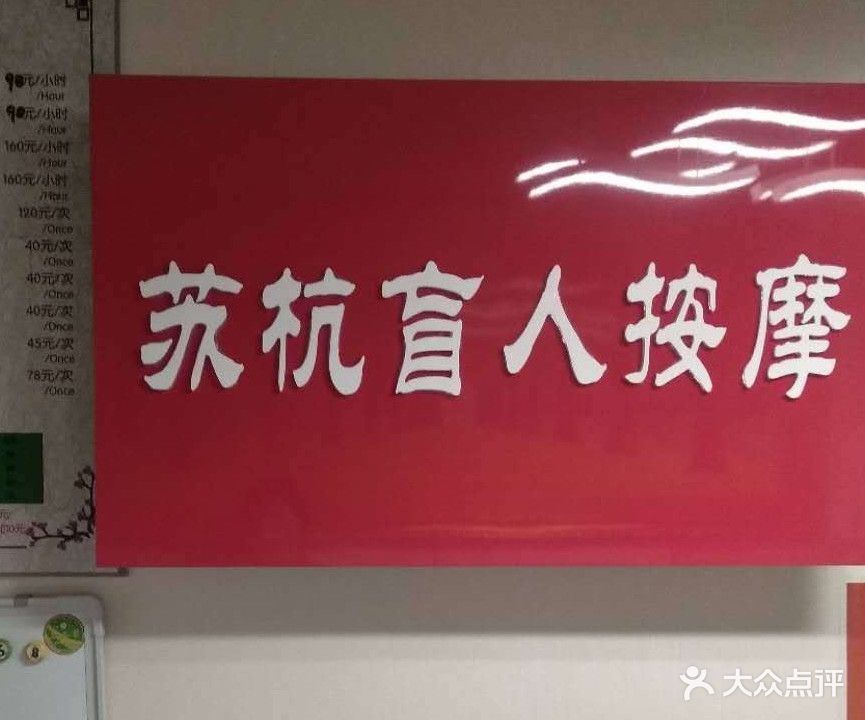 90元/小时
/Hour
90元/小时
/Hour
160元/小时
/Hour
160元/小时
/Hour
120元/次
/Once
40元/次
/Once
40元/次
/Once
40元/次
/Once
45元/次
/Once
78元/次
/Once
苏杭盲人按摩
8
大众点评